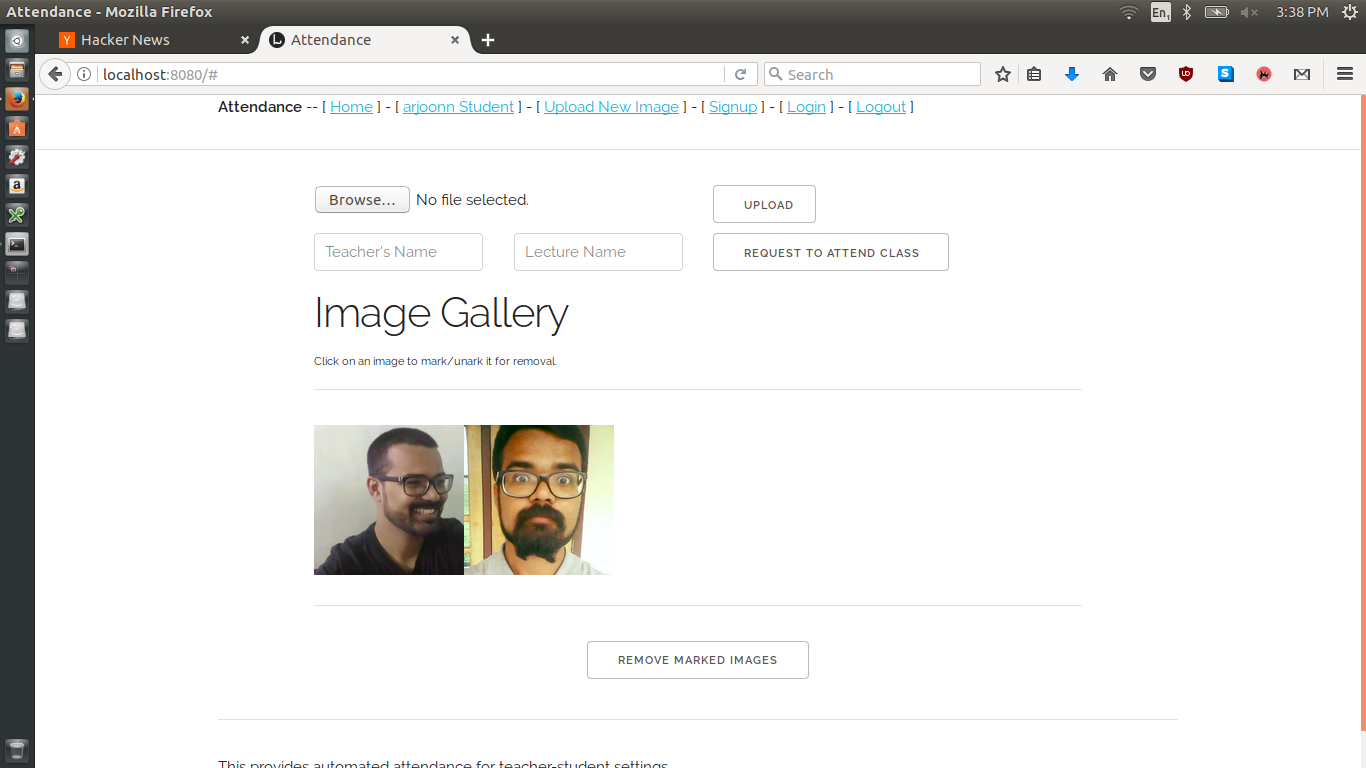 Attendance - Mozilla Firefox
En1
3:38 PM
Y Hacker News
Attendance
localhost:8080/#
Search
Attendance -- [ Home ] - [ arjoonn Student ] - [ Upload New Image ] - [ Signup ] - [ Login ] - [ Logout ]
Browse... No file selected.
UPLOAD
Teacher's Name
Lecture Name
REQUEST TO ATTEND CLASS
Image Gallery
Click on an image to mark/unark it for removal.
REMOVE MARKED IMAGES
This provides automated attendance for teacher-student settings